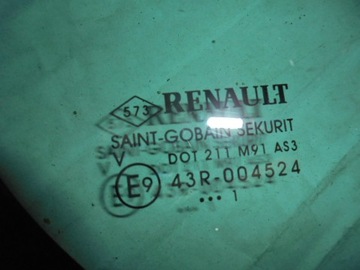 573 RENAULT
SAINT-GOBAIN SEKURIT
V DOT 211 M91 AS3
E9 43R-004524
••• 1